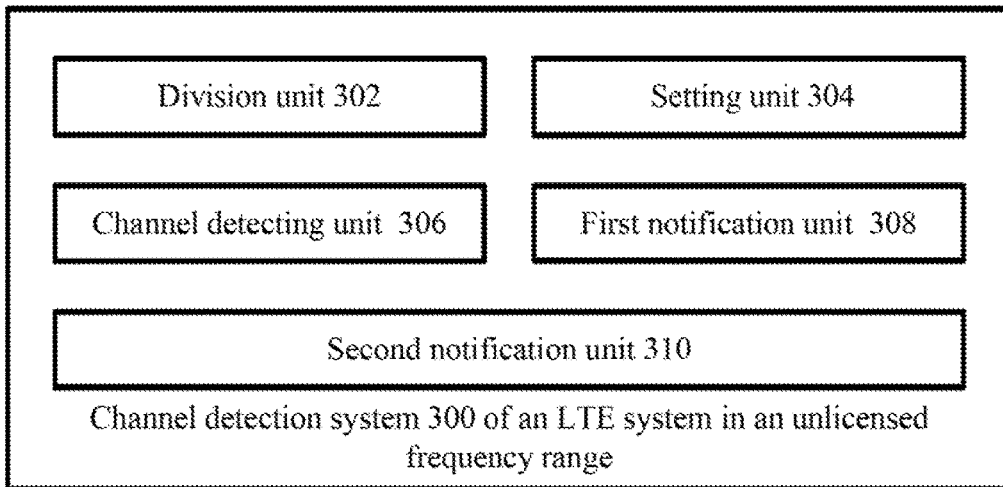 Division unit 302
Setting unit 304
Channel detecting unit 306
First notification unit 308
Second notification unit 310
Channel detection system 300 of an LTE system in an unlicensed
frequency range